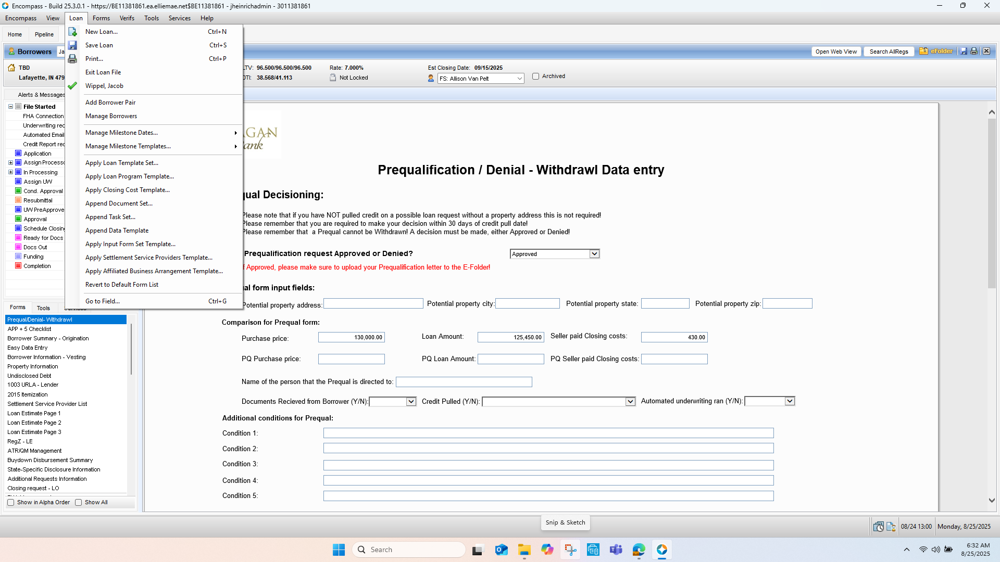 Encompass - Build 25.3.0.1 - https://BE11381861.ea.elliemae.net$BE11381861 - jheinrichadmin - 3011381861
Encompass View Loan Forms Verifs Tools Services Help
Home Pipeline
New Loan... Ctrl+N
Save Loan Ctrl+S
Print... Ctrl+P
Exit Loan File
Wippel, Jacob
Add Borrower Pair
Manage Borrowers
Manage Milestone Dates...
Manage Milestone Templates...
Apply Loan Template Set...
Apply Loan Program Template...
Apply Closing Cost Template...
Append Document Set...
Append Task Set...
Append Data Template
Apply Input Form Set Template...
Apply Settlement Service Providers Template...
Apply Affiliated Business Arrangement Template...
Revert to Default Form List
Go to Field... Ctrl+G
Borrowers Ja
Open Web View Search AllRegs eFolder
TBD
Lafayette, IN 479
LTV: 96.500/96.500/96.500
DTI: 38.568/41.113
Rate: 7.000%
Not Locked
Est Closing Date: 09/15/2025
FS: Allison Van Pelt
Archived
Alerts & Messages
File Started
FHA Connection
Underwriting rec
Automated Email
Credit Report rec
Application
Assign Processo
In Processing
Assign UW
Cond. Approval
Resubmittal
UW PreApprove
Approval
Schedule Closing
Ready for Docs
Docs Out
Funding
Completion
Forms Tools Services
Prequal/Denial- Withdrawl
APP + 5 Checklist
Borrower Summary - Origination
Easy Data Entry
Borrower Information - Vesting
Property Information
Undisclosed Debt
1003 URLA - Lender
2015 Itemization
Settlement Service Provider List
Loan Estimate Page 1
Loan Estimate Page 2
Loan Estimate Page 3
RegZ - LE
ATR/QM Management
Buydown Disbursement Summary
State-Specific Disclosure Information
Additional Requests Information
Closing request - LO
Show in Alpha Order Show All
AGAN
ank
Prequalification / Denial - Withdrawl Data entry
qual Decisioning:
Please note that if you have NOT pulled credit on a possible loan request without a property address this is not required!
Please remember that you are required to make your decision within 30 days of credit pull date!
Please remember that a Prequal cannot be Withdrawn! A decision must be made, either Approved or Denied!
Prequalification request Approved or Denied? Approved
f Approved, please make sure to upload your Prequalification letter to the E-Folder!
al form input fields:
Potential property address: Potential property city: Potential property state: Potential property zip:
Comparison for Prequal form:
Purchase price: 130,000.00 Loan Amount: 125,450.00 Seller paid Closing costs: 430.00
PQ Purchase price: PQ Loan Amount: PQ Seller paid Closing costs:
Name of the person that the Prequal is directed to:
Documents Recieved from Borrower (Y/N): Credit Pulled (Y/N): Automated underwriting ran (Y/N):
Additional conditions for Prequal:
Condition 1:
Condition 2:
Condition 3:
Condition 4:
Condition 5:
Snip & Sketch
08/24 13:00 Monday, 8/25/2025
Search
6:32 AM
8/25/2025